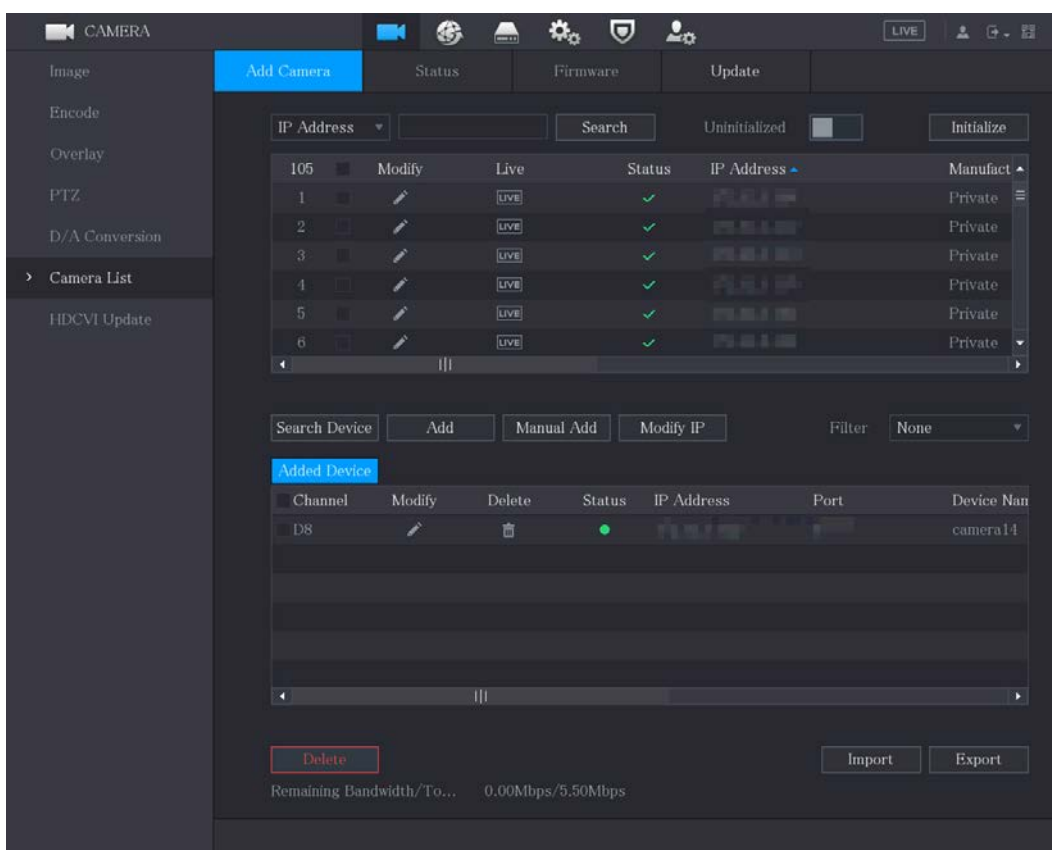 CAMERA LIVE
Image Add Camera Status Firmware Update
Encode
IP Address Search Uninitialized Initialize
Overlay
105 Modify Live Status IP Address Manufact
PTZ
1 LIVE Private
2 LIVE Private
D/A Conversion
3 LIVE Private
Camera List
4 LIVE Private
HDCVI Update
5 LIVE Private
6 LIVE Private
Search Device Add Manual Add Modify IP Filter None
Added Device
Channel Modify Delete Status IP Address Port Device Nam
D8 camera14
Delete Import Export
Remaining Bandwidth/To... 0.00Mbps/5.50Mbps